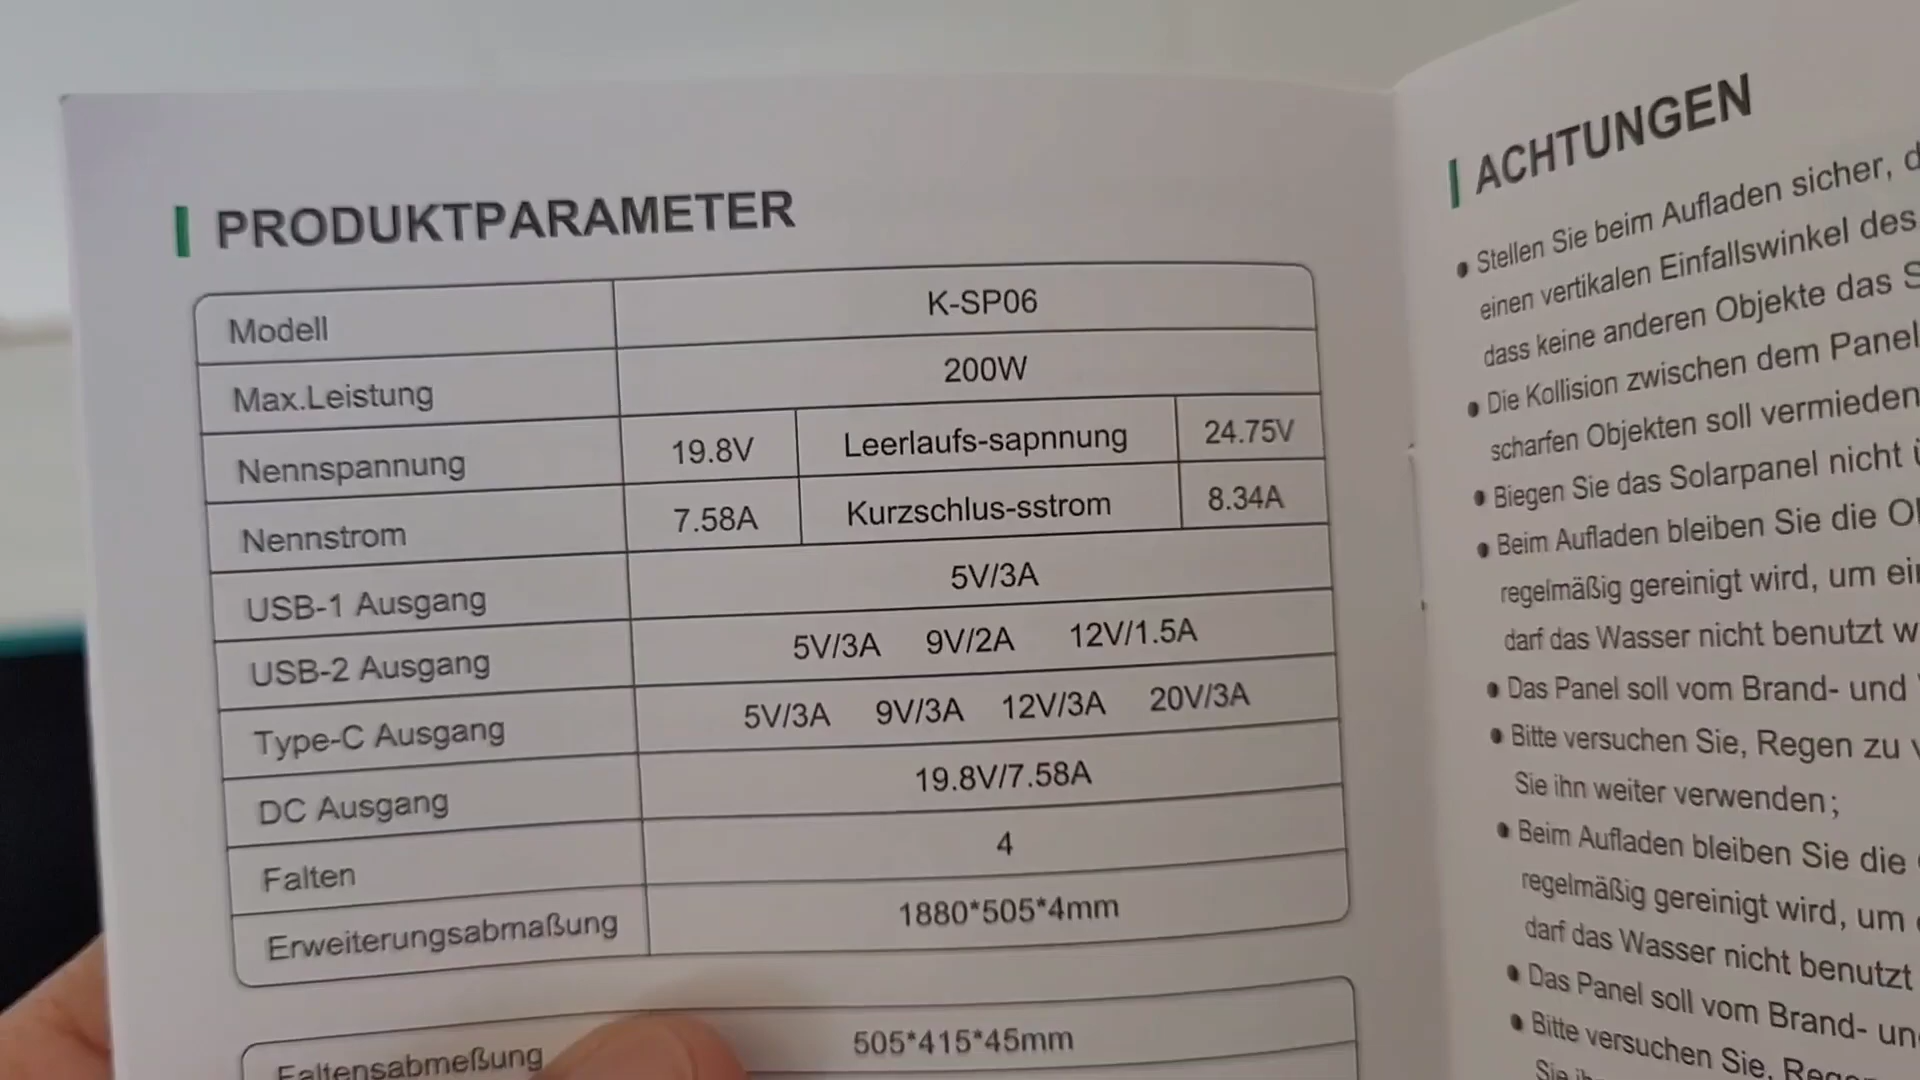 PRODUKTPARAMETER
Modell K-SP06
Max.Leistung 200W
Nennspannung 19.8V Leerlaufs-sapnnung 24.75V
Nennstrom 7.58A Kurzschlus-sstrom 8.34A
USB-1 Ausgang 5V/3A
USB-2 Ausgang 5V/3A 9V/2A 12V/1.5A
Type-C Ausgang 5V/3A 9V/3A 12V/3A 20V/3A
DC Ausgang 19.8V/7.58A
Falten 4
Erweiterungsabmaßung 1880*505*4mm
Faltensabmeßung 505*415*45mm
ACHTUNGEN
• Stellen Sie beim Aufladen sicher,
einen vertikalen Einfallswinkel des
dass keine anderen Objekte das
• Die Kollision zwischen dem Panel
scharfen Objekten soll vermieden
• Biegen Sie das Solarpanel nicht
• Beim Aufladen bleiben Sie die
regelmäßig gereinigt wird, um
darf das Wasser nicht benutzt
• Das Panel soll vom Brand- und
• Bitte versuchen Sie, Regen zu
Sie ihn weiter verwenden;
• Beim Aufladen bleiben Sie die
regelmäßig gereinigt wird, um
darf das Wasser nicht benutzt
• Das Panel soll vom Brand-
• Bitte versuchen Sie,
Sie